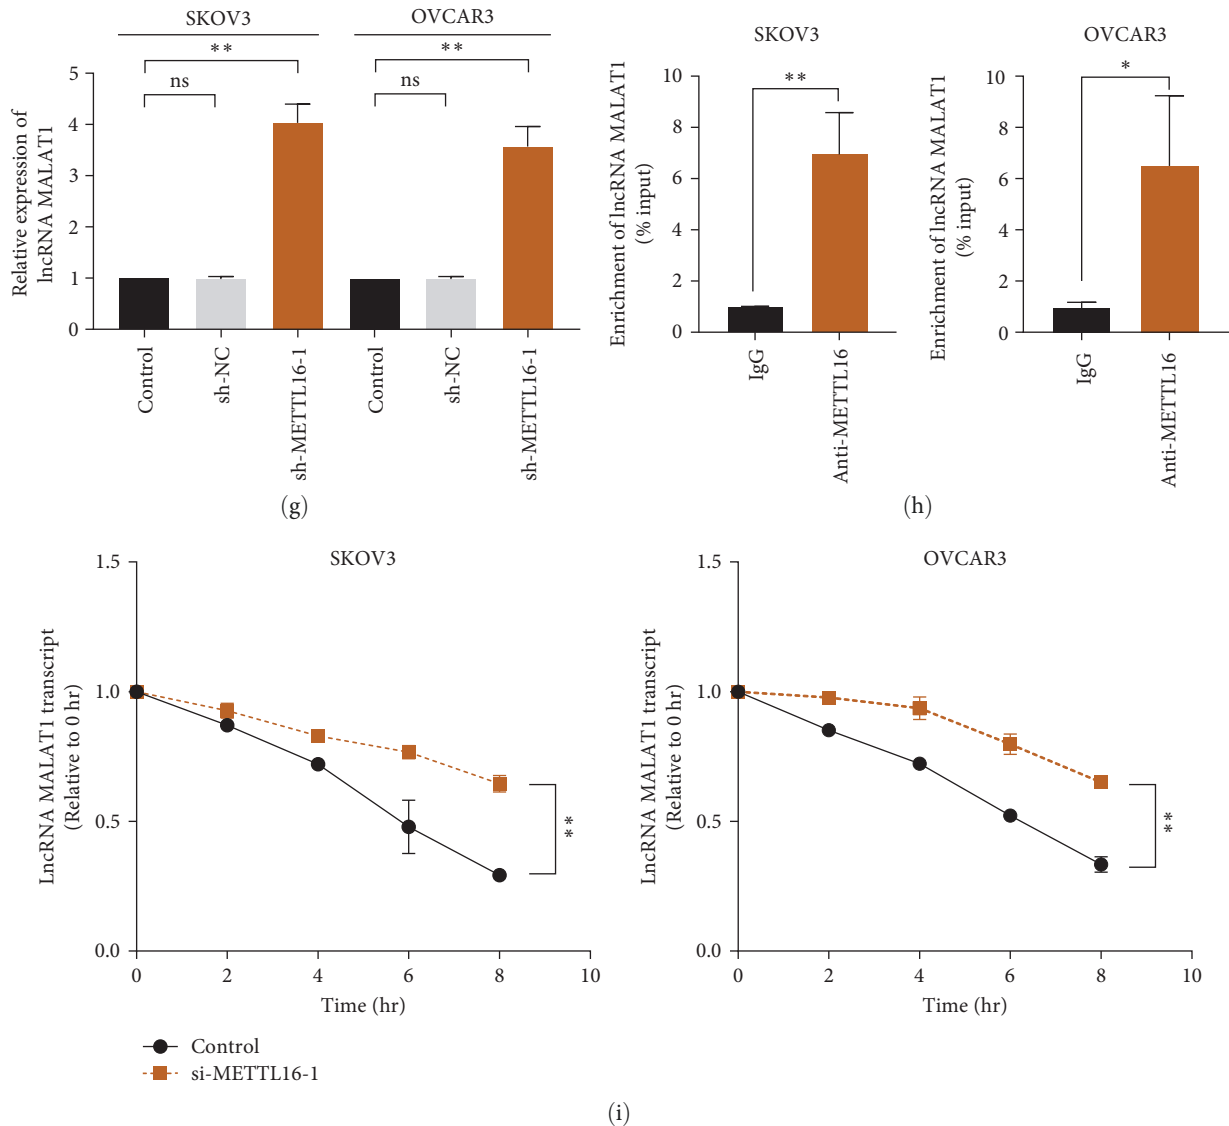 SKOV3
OVCAR3
**
**
ns
ns
Relative expression of
lncRNA MALAT1
5
4
3
2
1
0
Control
sh-NC
sh-METTL16-1
Control
sh-NC
sh-METTL16-1
(g)
SKOV3
**
Enrichment of lncRNA MALAT1
(% input)
10
8
6
4
2
0
IgG
Anti-METTL16
OVCAR3
*
Enrichment of lncRNA MALAT1
(% input)
10
8
6
4
2
0
IgG
Anti-METTL16
(h)
SKOV3
LncRNA MALAT1 transcript
(Relative to 0 hr)
1.5
1.0
0.5
0.0
**
0 2 4 6 8 10
Time (hr)
OVCAR3
LncRNA MALAT1 transcript
(Relative to 0 hr)
1.5
1.0
0.5
0.0
**
0 2 4 6 8 10
Time (hr)
Control
si-METTL16-1
(i)